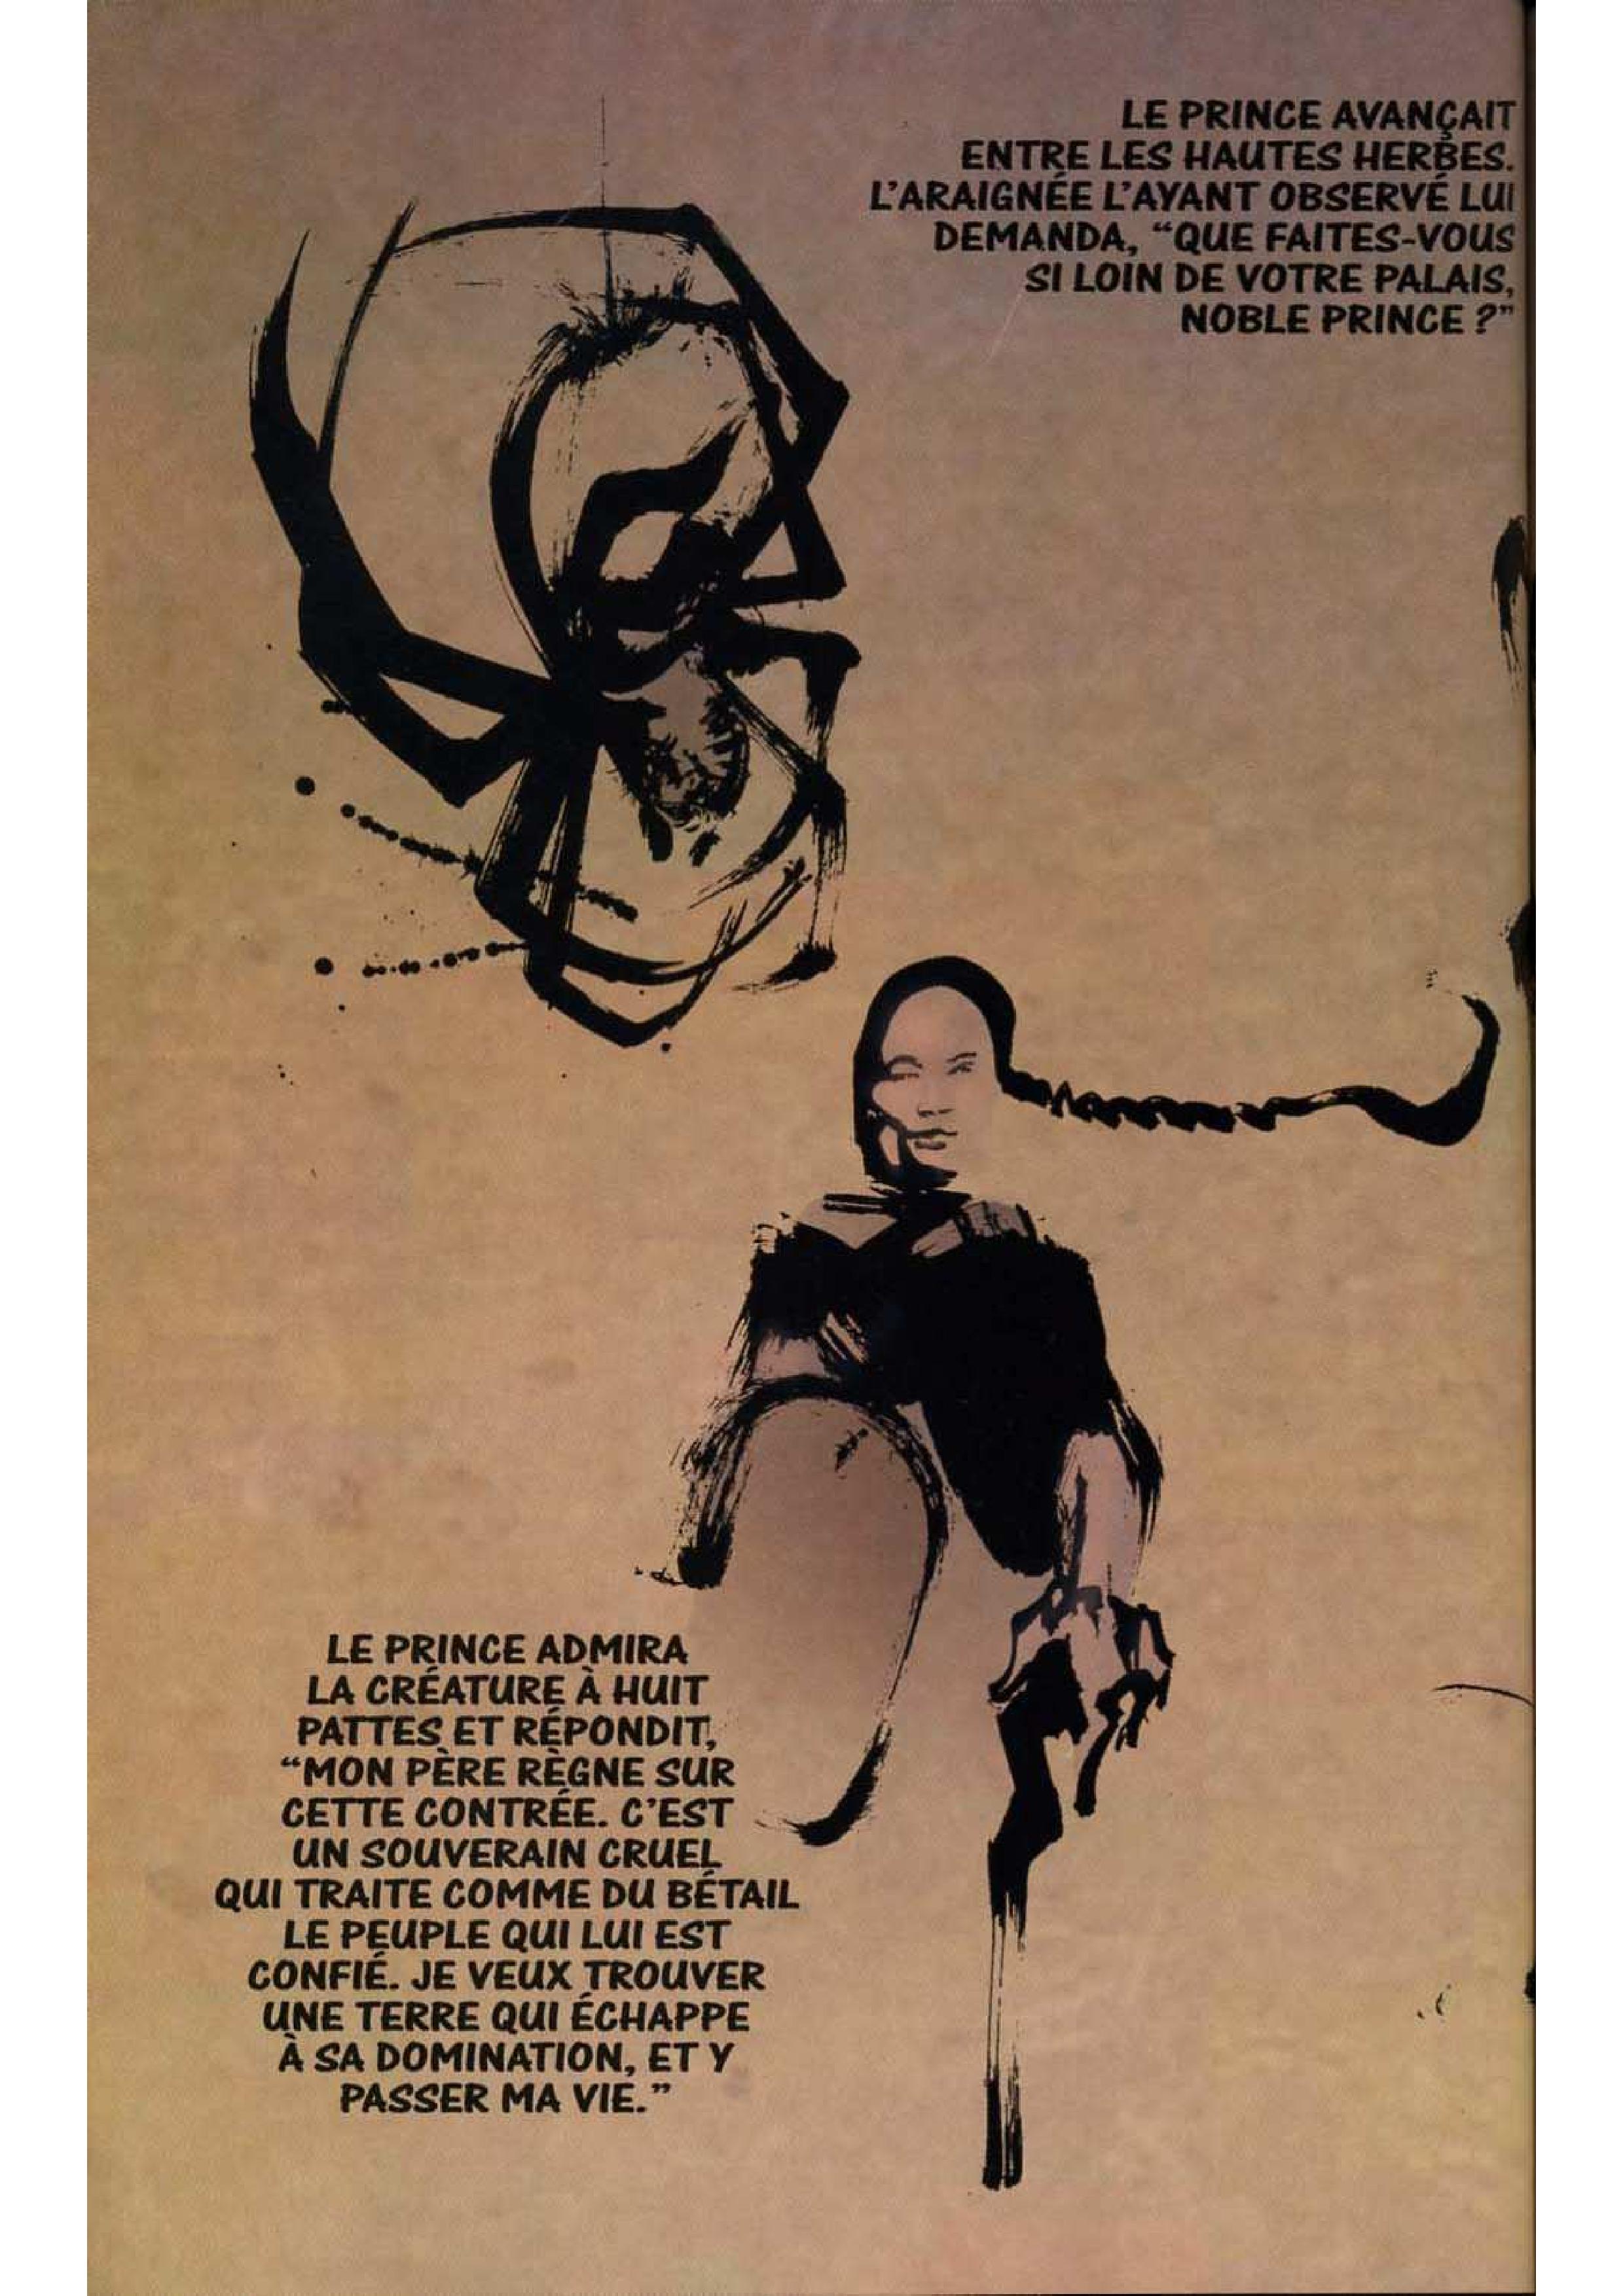 LE PRINCE AVANÇAIT
ENTRE LES HAUTES HERBES.
L'ARAIGNÉE L'AYANT OBSERVÉ LUI
DEMANDA, “QUE FAITES-VOUS
SI LOIN DE VOTRE PALAIS,
NOBLE PRINCE ?”
LE PRINCE ADMIRA
LA CRÉATURE À HUIT
PATTES ET RÉPONDIT,
“MON PÈRE RÈGNE SUR
CETTE CONTRÉE. C'EST
UN SOUVERAIN CRUEL
QUI TRAITE COMME DU BÉTAIL
LE PEUPLE QUI LUI EST
CONFIÉ. JE VEUX TROUVER
UNE TERRE QUI ÉCHAPPE
À SA DOMINATION, ET Y
PASSER MA VIE.”